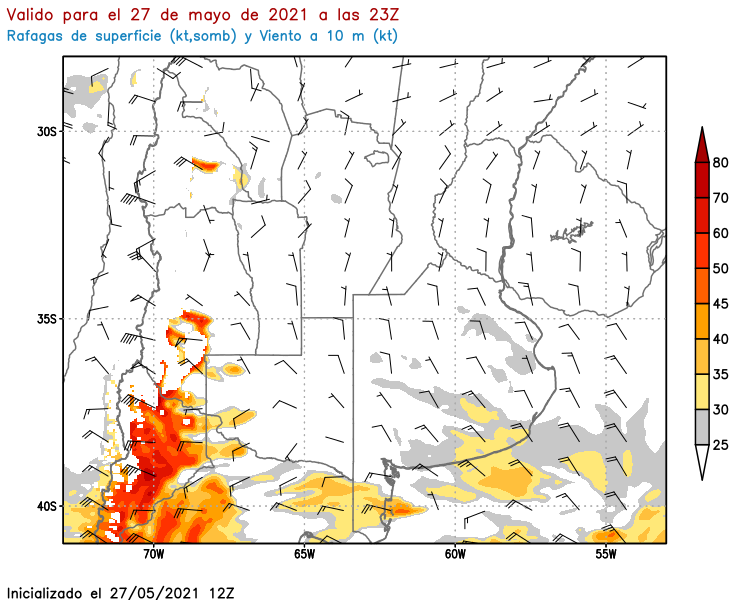 Valido para el 27 de mayo de 2021 a las 23Z
Rafagas de superficie (kt,somb) y Viento a 10 m (kt)
30S
35S
40S
70W 65W 60W 55W
80
70
60
50
45
40
35
30
25
Inicializado el 27/05/2021 12Z